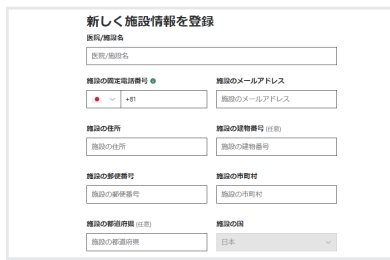 新しく施設情報を登録
医院/施設名
医院/施設名
施設の固定電話番号
施設のメールアドレス
+81
施設のメールアドレス
施設の住所
施設の建物番号 (任意)
施設の住所
施設の建物番号
施設の郵便番号
施設の市町村
施設の郵便番号
施設の市町村
施設の都道府県 (任意)
施設の国
施設の都道府県
日本